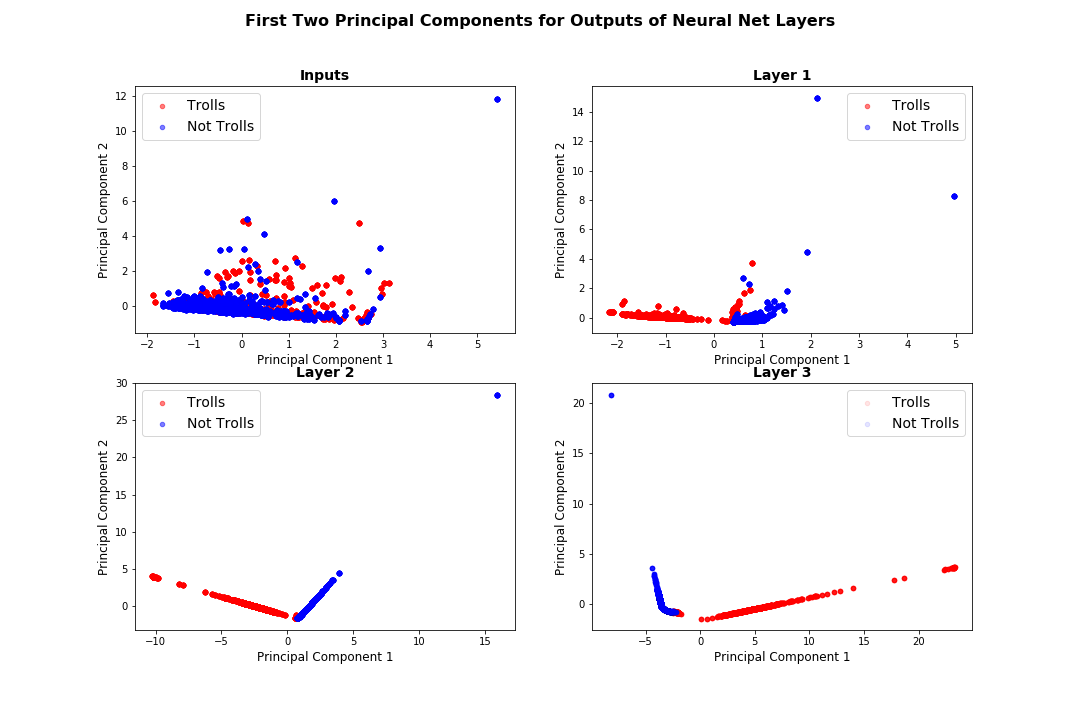 First Two Principal Components for Outputs of Neural Net Layers
Inputs
Trolls
Not Trolls
Principal Component 2
12
10
8
6
4
2
0
−2 −1 0 1 2 3 4 5
Principal Component 1
Layer 1
Trolls
Not Trolls
Principal Component 2
14
12
10
8
6
4
2
0
−2 −1 0 1 2 3 4 5
Principal Component 1
Layer 2
Trolls
Not Trolls
Principal Component 2
30
25
20
15
10
5
0
−10 −5 0 5 10 15
Principal Component 1
Layer 3
Trolls
Not Trolls
Principal Component 2
20
15
10
5
0
−5 0 5 10 15 20
Principal Component 1